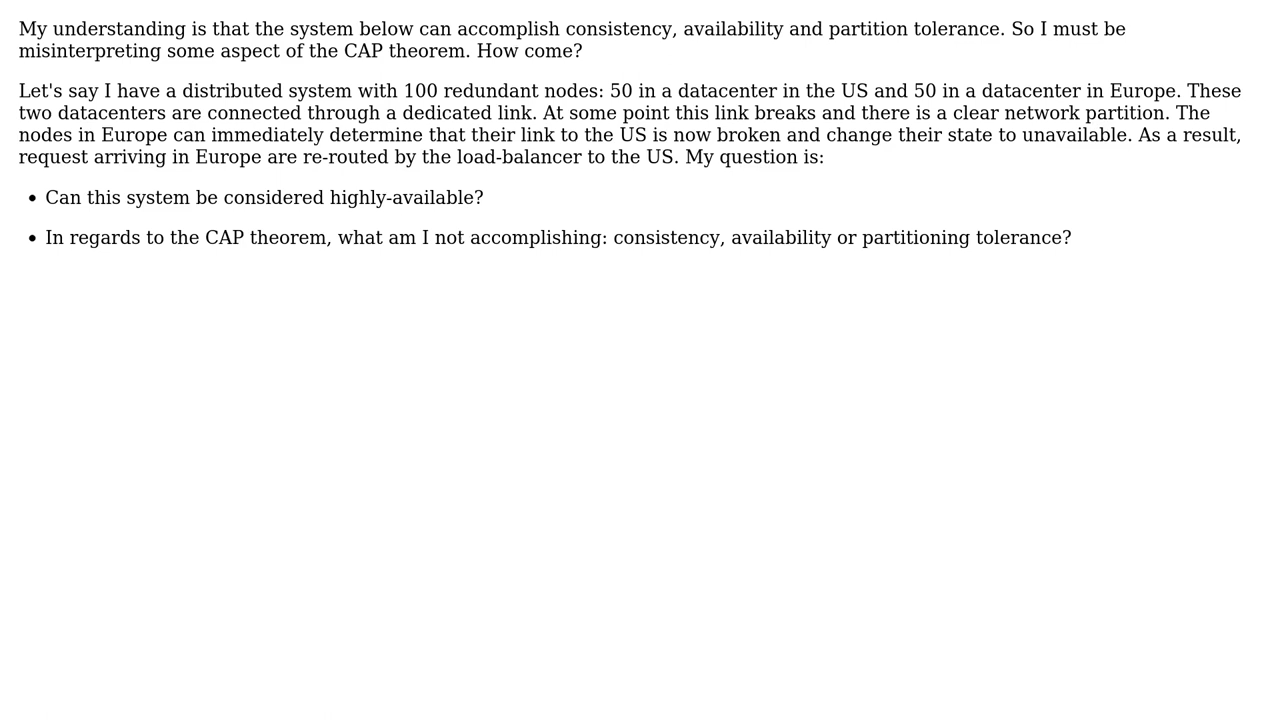 My understanding is that the system below can accomplish consistency, availability and partition tolerance. So I must be
misinterpreting some aspect of the CAP theorem. How come?
Let's say I have a distributed system with 100 redundant nodes: 50 in a datacenter in the US and 50 in a datacenter in Europe. These
two datacenters are connected through a dedicated link. At some point this link breaks and there is a clear network partition. The
nodes in Europe can immediately determine that their link to the US is now broken and change their state to unavailable. As a result,
request arriving in Europe are re-routed by the load-balancer to the US. My question is:
• Can this system be considered highly-available?
• In regards to the CAP theorem, what am I not accomplishing: consistency, availability or partitioning tolerance?